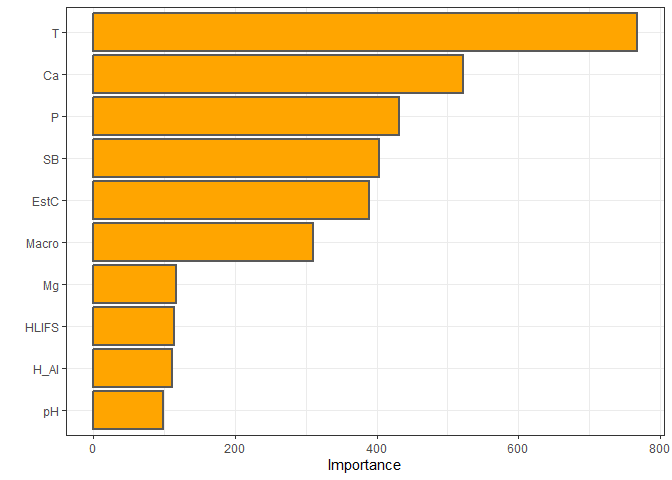 T
Ca
P
SB
EstC
Macro
Mg
HLIFS
H_Al
pH
0 200 400 600 800
Importance